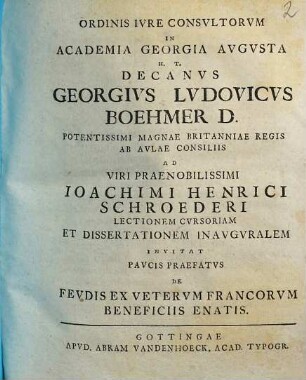 2
ORDINIS IVRE CONSVLTORVM
IN
ACADEMIA GEORGIA AVGVSTA
H. T.
DECANVS
GEORGIVS LVDOVICVS
BOEHMER D.
POTENTISSIMI MAGNAE BRITANNIAE REGIS
AB AVLAE CONSILIIS
AD
VIRI PRAENOBILISSIMI
IOACHIMI HENRICI
SCHROEDERI
LECTIONEM CVRSORIAM
ET DISSERTATIONEM INAVGVRALEM
INVITAT
PAVCIS PRAEFATVS
DE
FEVDIS EX VETERVM FRANCORVM
BENEFICIIS ENATIS.
GOTTINGAE
APVD. ABRAM VANDENHOECK, ACAD. TYPOGR.